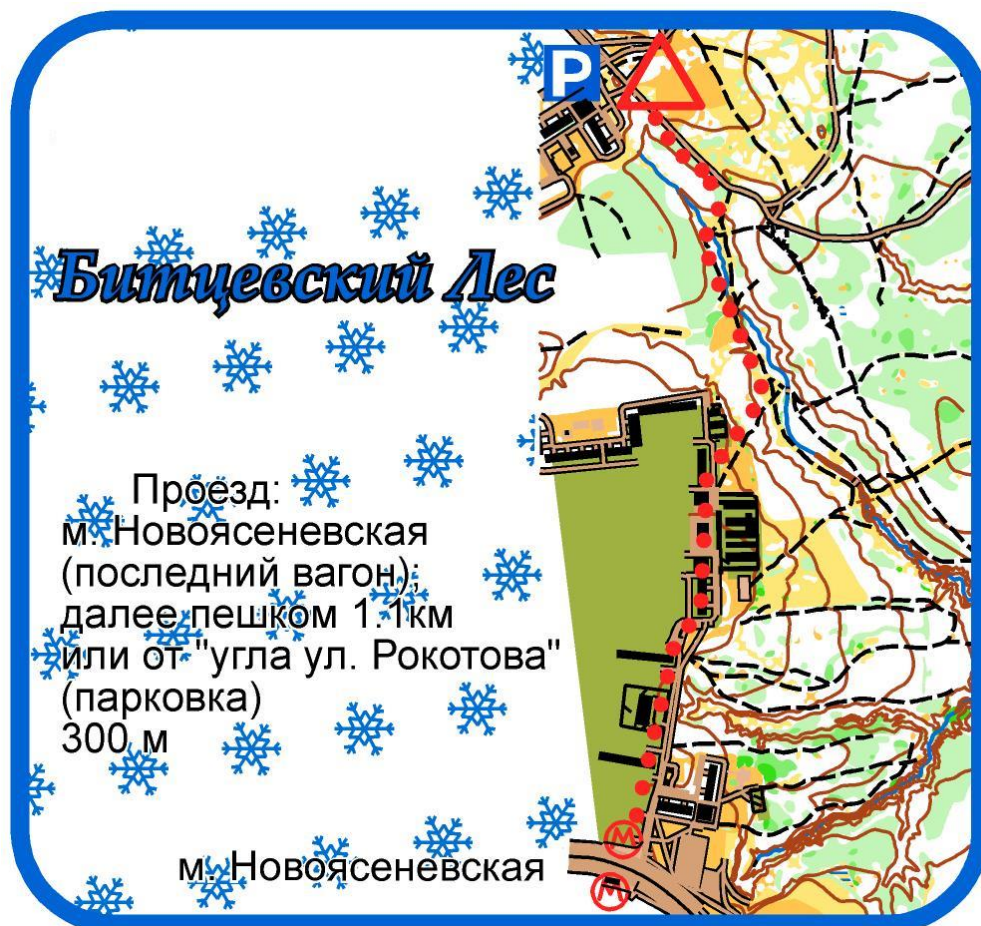 P
Битцевский Лес
Проезд:
м. Новоясеневская
(последний вагон);
далее пешком 1.1км
или от "угла ул. Рокотова"
(парковка)
300 м
М
м. Новоясеневская
М